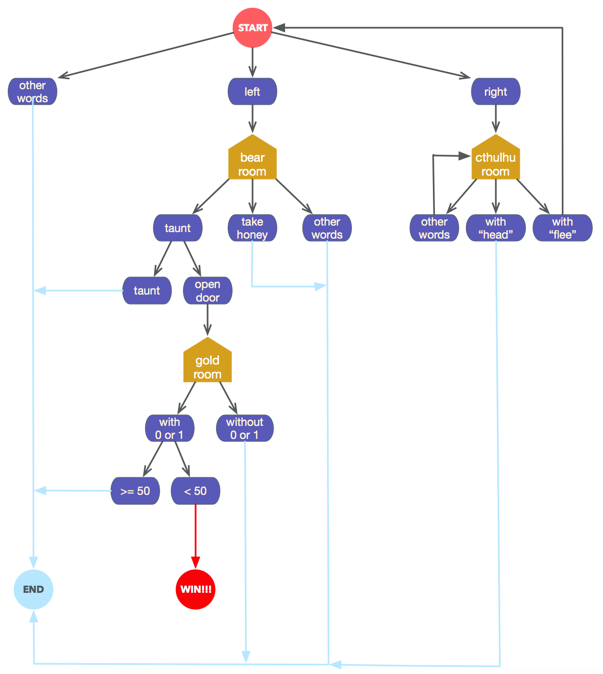 START
other
words
left
right
bear
room
cthulhu
room
taunt
take
honey
other
words
other
words
with
“head”
with
“flee”
taunt
open
door
gold
room
with
0 or 1
without
0 or 1
>= 50
< 50
END
WIN!!!